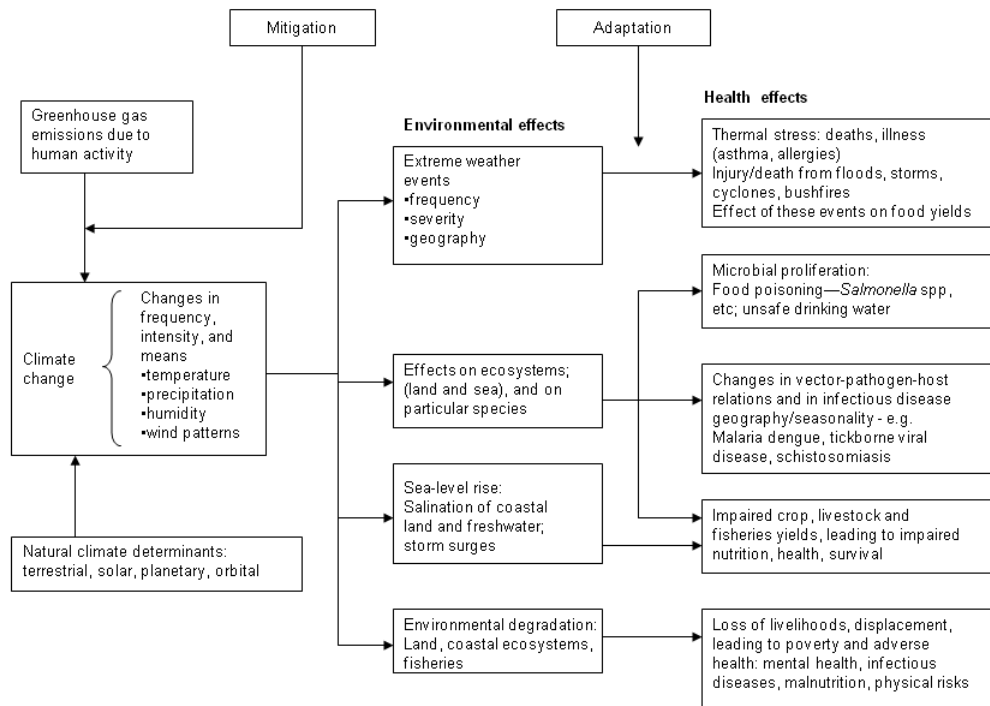 Mitigation
Adaptation
Greenhouse gas
emissions due to
human activity
Climate
change
Changes in
frequency,
intensity, and
means
▪temperature
▪precipitation
▪humidity
▪wind patterns
Natural climate determinants:
terrestrial, solar, planetary, orbital
Environmental effects
Extreme weather
events
▪frequency
▪severity
▪geography
Effects on ecosystems;
(land and sea), and on
particular species
Sea-level rise:
Salination of coastal
land and freshwater;
storm surges
Environmental degradation:
Land, coastal ecosystems,
fisheries
Health effects
Thermal stress: deaths, illness
(asthma, allergies)
Injury/death from floods, storms,
cyclones, bushfires
Effect of these events on food yields
Microbial proliferation:
Food poisoning—Salmonella spp,
etc; unsafe drinking water
Changes in vector-pathogen-host
relations and in infectious disease
geography/seasonality - e.g.
Malaria dengue, tickborne viral
disease, schistosomiasis
Impaired crop, livestock and
fisheries yields, leading to impaired
nutrition, health, survival
Loss of livelihoods, displacement,
leading to poverty and adverse
health: mental health, infectious
diseases, malnutrition, physical risks